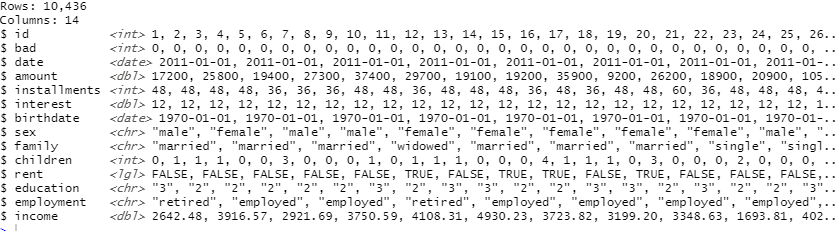 Rows: 10,436
Columns: 14
$ id <int> 1, 2, 3, 4, 5, 6, 7, 8, 9, 10, 11, 12, 13, 14, 15, 16, 17, 18, 19, 20, 21, 22, 23, 24, 25, 26…
$ bad <int> 0, 0, 0, 0, 0, 0, 0, 0, 0, 0, 0, 0, 0, 0, 0, 0, 0, 0, 0, 0, 0, 0, 0, 0, 0, 0, 0, 0, 0, 0, 0, …
$ date <date> 2011-01-01, 2011-01-01, 2011-01-01, 2011-01-01, 2011-01-01, 2011-01-01, 2011-01-01, 2011-01-…
$ amount <dbl> 17200, 25800, 19400, 27300, 37400, 29700, 19100, 19200, 35900, 9200, 26200, 18900, 20900, 105…
$ installments <int> 48, 48, 48, 48, 36, 36, 36, 48, 48, 36, 48, 48, 48, 36, 48, 36, 48, 48, 60, 36, 48, 48, 48, 4…
$ interest <dbl> 12, 12, 12, 12, 12, 12, 12, 12, 12, 12, 12, 12, 12, 12, 12, 12, 12, 12, 12, 12, 12, 12, 12, 1…
$ birthdate <date> 1970-01-01, 1970-01-01, 1970-01-01, 1970-01-01, 1970-01-01, 1970-01-01, 1970-01-01, 1970-01-…
$ sex <chr> "male", "female", "male", "male", "female", "female", "female", "female", "female", "male", "…
$ family <chr> "married", "married", "married", "widowed", "married", "married", "married", "single", "singl…
$ children <int> 0, 1, 1, 1, 0, 0, 3, 0, 0, 0, 1, 0, 1, 1, 1, 0, 0, 0, 4, 1, 1, 1, 0, 3, 0, 0, 0, 2, 0, 0, 0, …
$ rent <lgl> FALSE, FALSE, FALSE, FALSE, FALSE, FALSE, TRUE, FALSE, TRUE, TRUE, FALSE, TRUE, FALSE, FALSE, FALSE,…
$ education <chr> "3", "2", "2", "2", "2", "2", "3", "2", "3", "3", "2", "2", "3", "3", "2", "3", "2", "2", "3"…
$ employment <chr> "retired", "employed", "employed", "retired", "employed", "employed", "employed", "employed",…
$ income <dbl> 2642.48, 3916.57, 2921.69, 3750.59, 4108.31, 4930.23, 3723.82, 3199.20, 3348.63, 1693.81, 402…
>